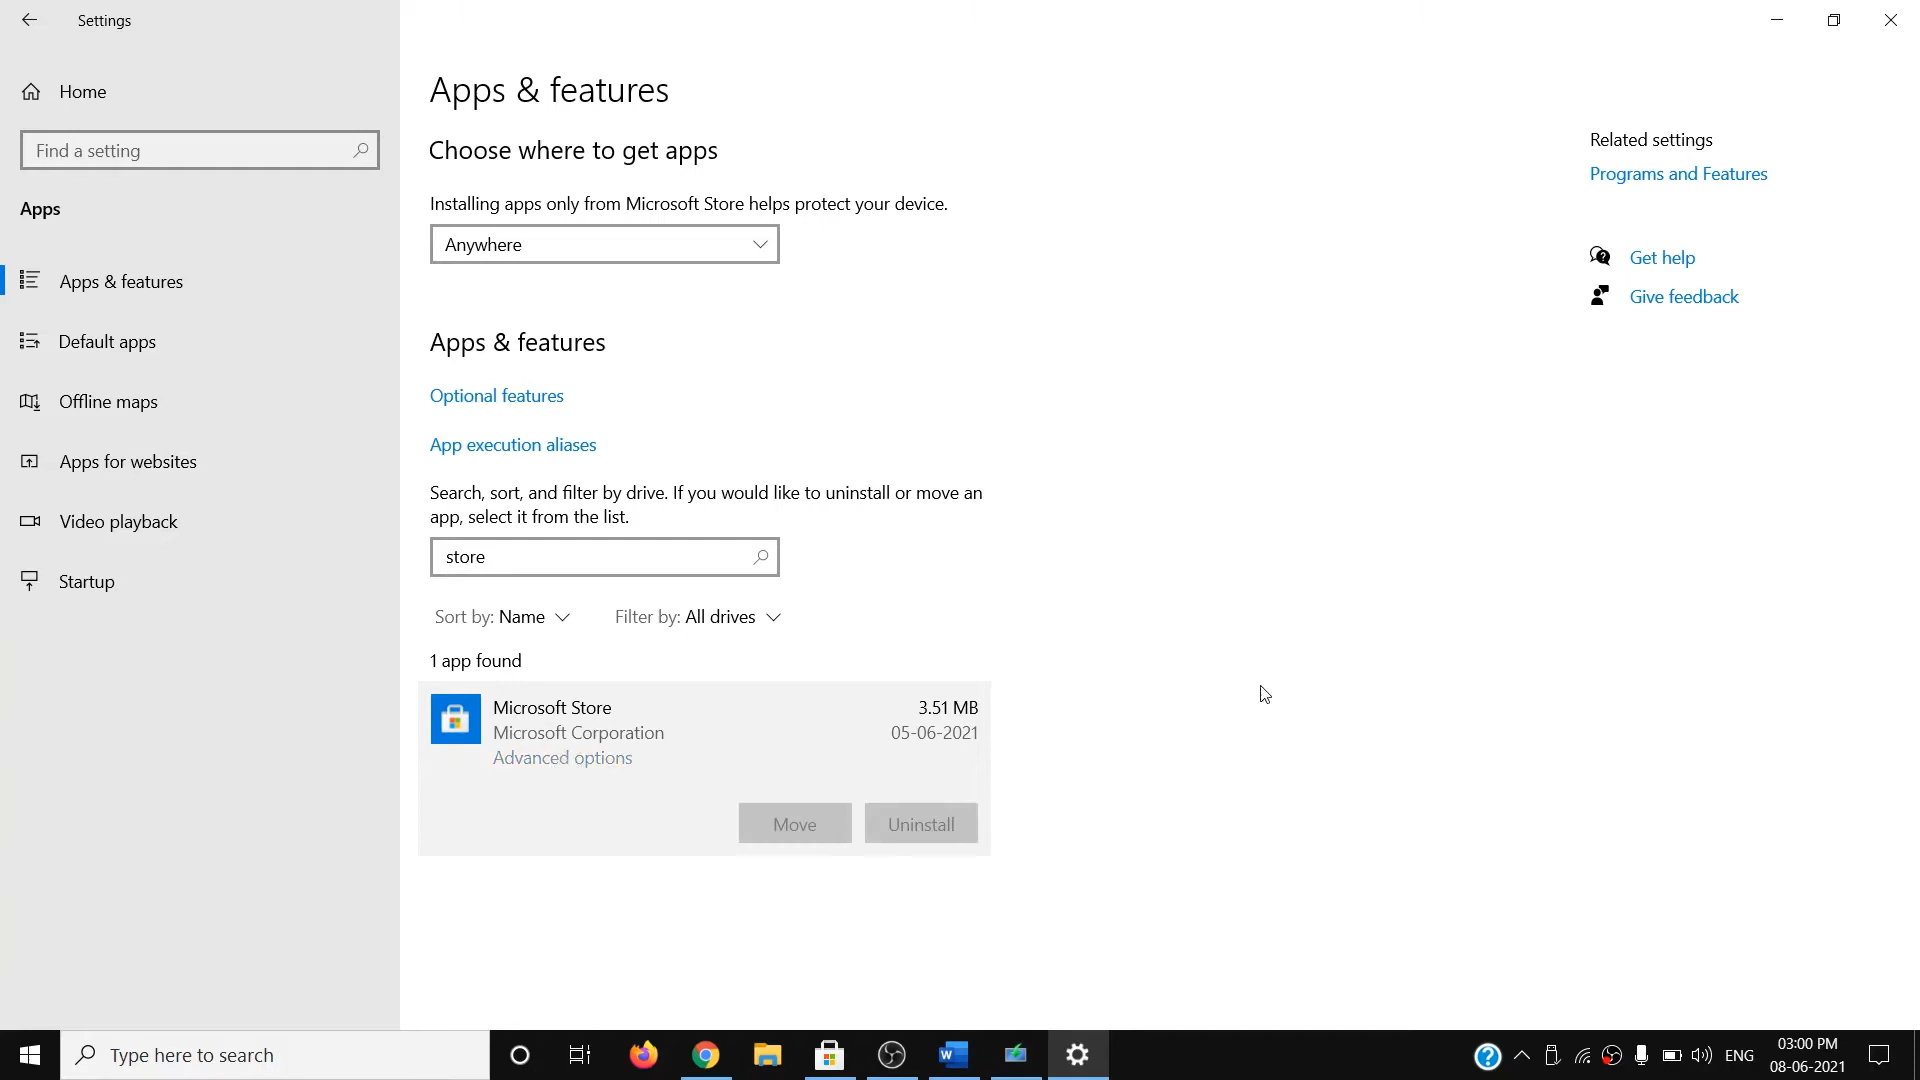 Settings
Home
Find a setting
Apps
Apps & features
Default apps
Offline maps
Apps for websites
Video playback
Startup
Apps & features
Choose where to get apps
Installing apps only from Microsoft Store helps protect your device.
Anywhere
Apps & features
Optional features
App execution aliases
Search, sort, and filter by drive. If you would like to uninstall or move an
app, select it from the list.
store
Sort by: Name Filter by: All drives
1 app found
Microsoft Store 3.51 MB
Microsoft Corporation 05-06-2021
Advanced options
Move Uninstall
Related settings
Programs and Features
Get help
Give feedback
Type here to search
ENG
03:00 PM
08-06-2021